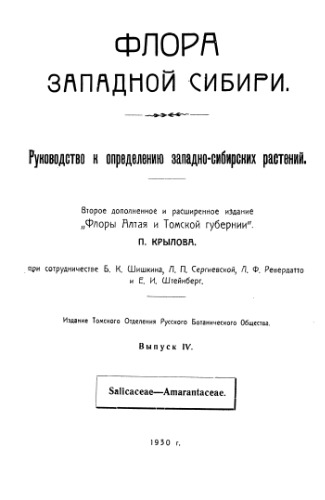 ФЛОРА
ЗАПАДНОЙ СИБИРИ.
Руководство к определению западно-сибирских растений.
Второе дополненное и расширенное издание
„Флоры Алтая и Томской губернии".
П. КРЫЛОВА.
при сотрудничестве Б. К. Шишкина, Л. П. Сергиевской, Л. Ф. Ревердатто
и Е. И. Штейнберг.
Издание Томского Отделения Русского Ботанического Общества.
Выпуск IV.
Salicaceae—Amarantaceae.
1930 г.